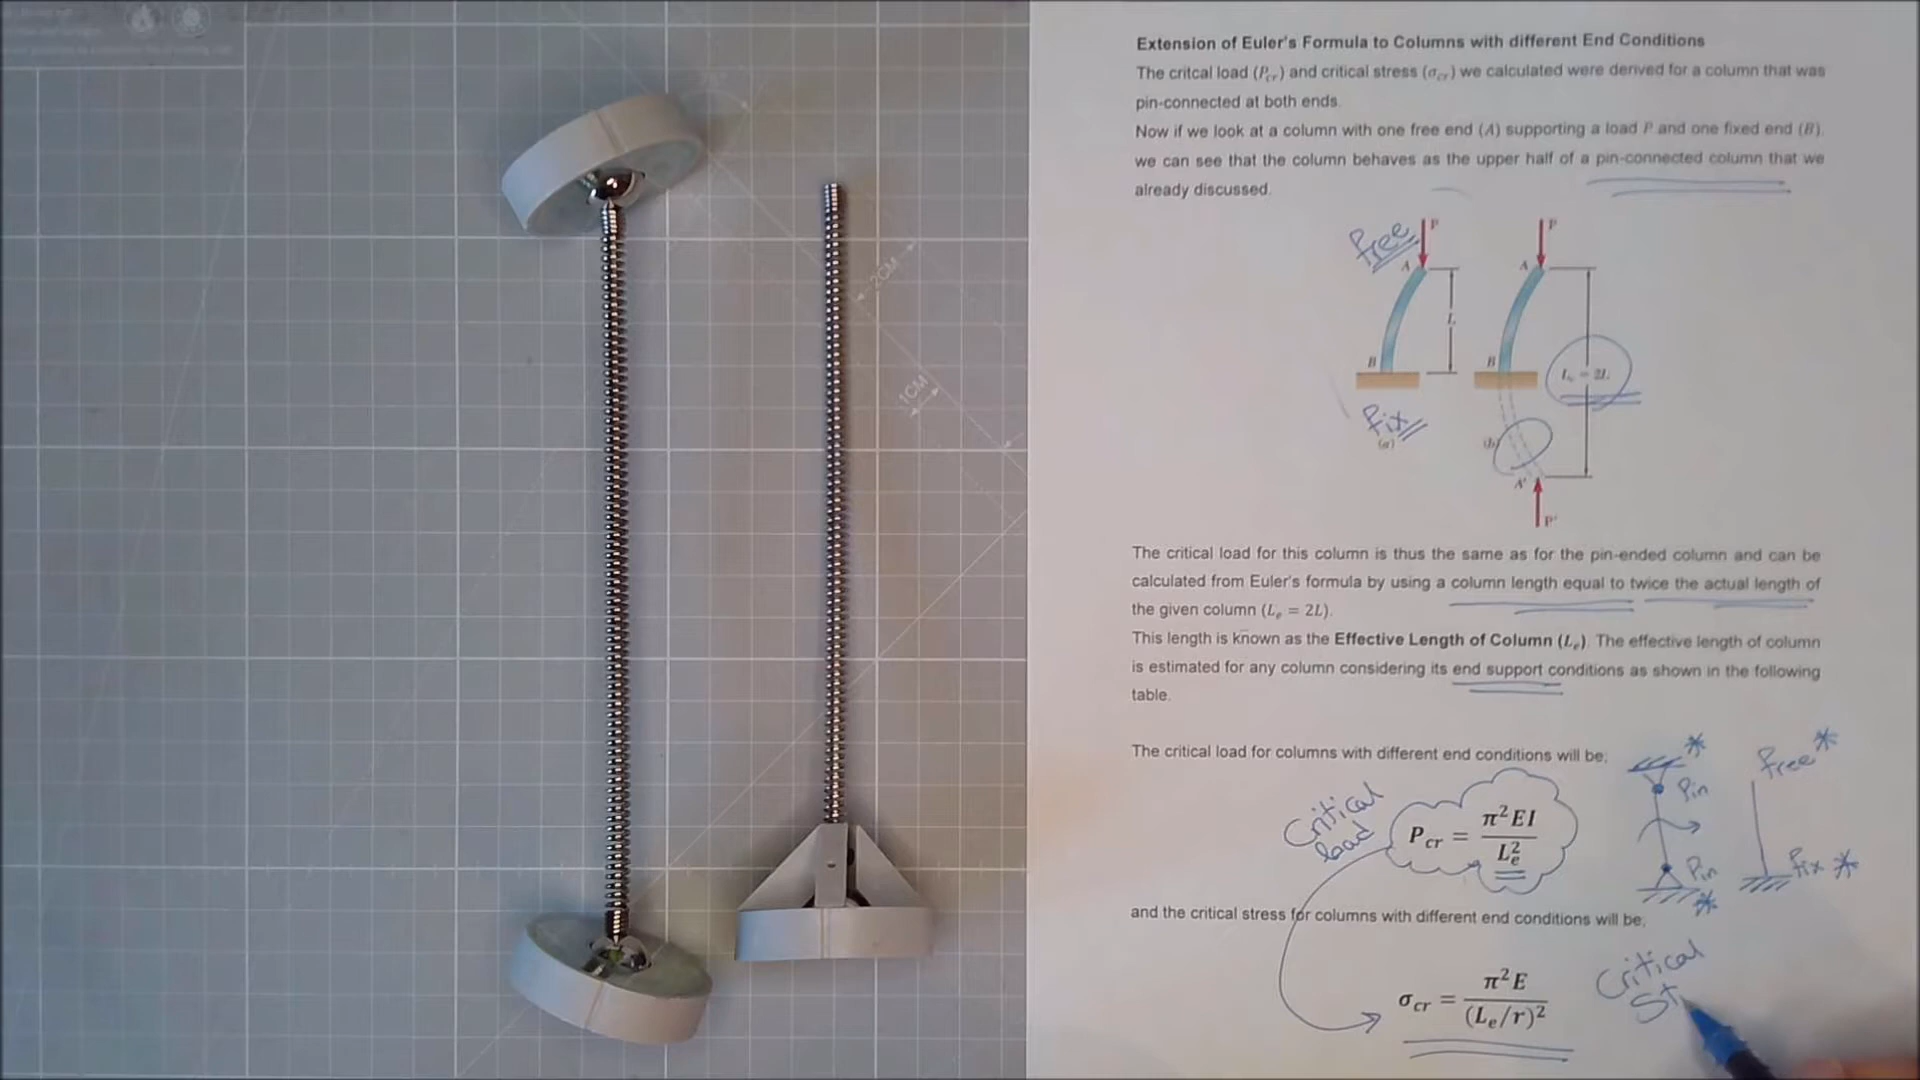 2CM
1CM
Extension of Euler's Formula to Columns with different End Conditions
The critcal load (Pcr) and critical stress (σcr) we calculated were derived for a column that was
pin-connected at both ends.
Now if we look at a column with one free end (A) supporting a load P and one fixed end (B),
we can see that the column behaves as the upper half of a pin-connected column that we
already discussed.
free
P
P
A
A
L
B
B
Le = 2L
fix
(a)
(b)
A'
P'
The critical load for this column is thus the same as for the pin-ended column and can be
calculated from Euler's formula by using a column length equal to twice the actual length of
the given column (Le = 2L).
This length is known as the Effective Length of Column (Le). The effective length of column
is estimated for any column considering its end support conditions as shown in the following
table.
The critical load for columns with different end conditions will be;
Critical
load
Pcr = π²EI / Le²
* Pin
Pin *
free *
fix *
and the critical stress for columns with different end conditions will be;
σcr = π²E / (Le/r)²
Critical
St